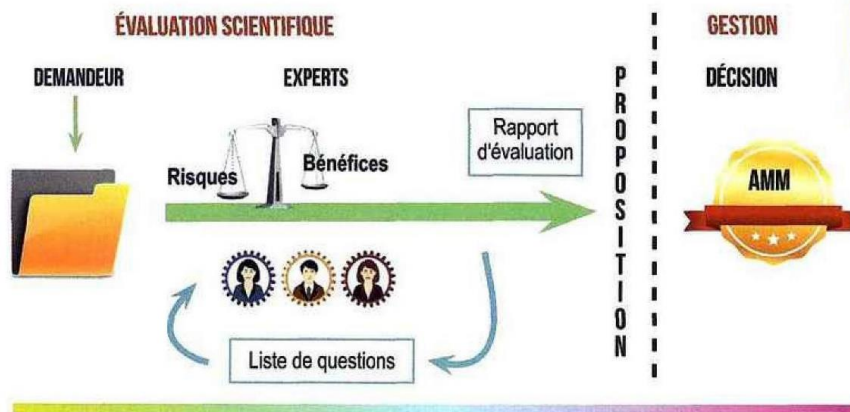 ÉVALUATION SCIENTIFIQUE
GESTION
DEMANDEUR
EXPERTS
DÉCISION
PROPOSITION
Rapport
d'évaluation
Risques
Bénéfices
AMM
Liste de questions